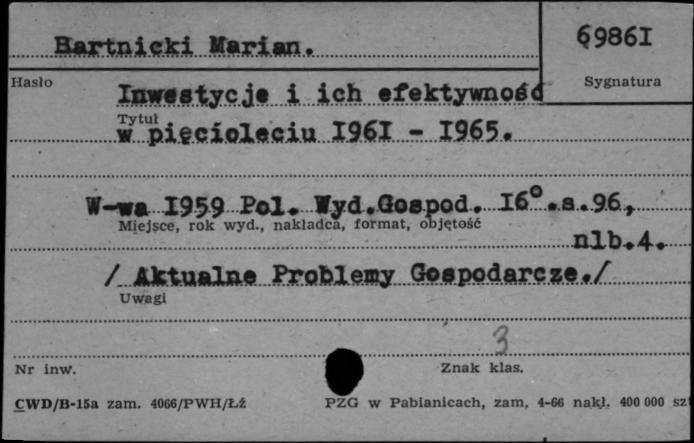 Bartnicki Marian.
69861
Hasło
Sygnatura
Inwestycje i ich efektywność
Tytuł
w pięcioleciu 1961 - 1965.
W-wa 1959 Pol. Wyd.Gospod. 16°.s.96,
Miejsce, rok wyd., nakładca, format, objętość
nlb.4.
/ Aktualne Problemy Gospodarcze./
Uwagi
3
Nr inw.
Znak klas.
CWD/B-15a zam. 4066/PWH/Łź
PZG w Pabianicach, zam. 4-66 nakł. 400 000 szt